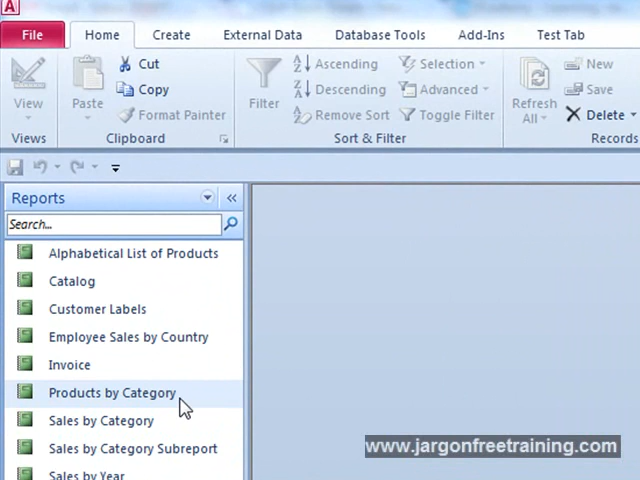 A
File Home Create External Data Database Tools Add-Ins Test Tab
View Paste Cut Copy Format Painter Filter Ascending Descending Remove Sort Selection Advanced Toggle Filter Refresh All New Save Delete
Views Clipboard Sort & Filter Records
Reports
Search...
Alphabetical List of Products
Catalog
Customer Labels
Employee Sales by Country
Invoice
Products by Category
Sales by Category
Sales by Category Subreport
Sales by Year
www.jargonfreetraining.com